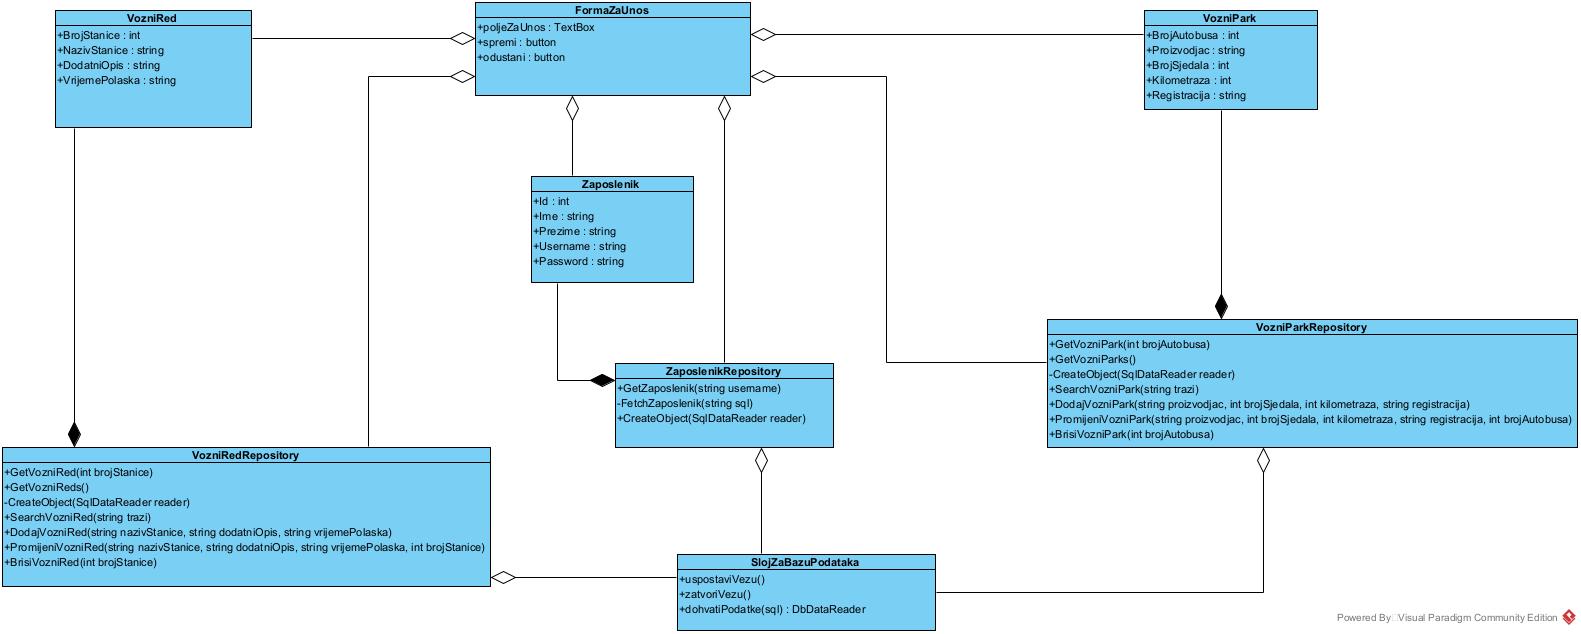 VozniRed
+BrojStanice : int
+NazivStanice : string
+DodatniOpis : string
+VrijemePolaska : string
FormaZaUnos
+poljeZaUnos : TextBox
+spremi : button
+odustani : button
VozniPark
+BrojAutobusa : int
+Proizvodjac : string
+BrojSjedala : int
+Kilometraza : int
+Registracija : string
Zaposlenik
+Id : int
+Ime : string
+Prezime : string
+Username : string
+Password : string
VozniParkRepository
+GetVozniPark(int brojAutobusa)
+GetVozniParks()
-CreateObject(SqlDataReader reader)
+SearchVozniPark(string trazi)
+DodajVozniPark(string proizvodjac, int brojSjedala, int kilometraza, string registracija)
+PromijeniVozniPark(string proizvodjac, int brojSjedala, int kilometraza, string registracija, int brojAutobusa)
+BrisiVozniPark(int brojAutobusa)
ZaposlenikRepository
+GetZaposlenik(string username)
-FetchZaposlenik(string sql)
+CreateObject(SqlDataReader reader)
VozniRedRepository
+GetVozniRed(int brojStanice)
+GetVozniReds()
-CreateObject(SqlDataReader reader)
+SearchVozniRed(string trazi)
+DodajVozniRed(string nazivStanice, string dodatniOpis, string vrijemePolaska)
+PromijeniVozniRed(string nazivStanice, string dodatniOpis, string vrijemePolaska, int brojStanice)
+BrisiVozniRed(int brojStanice)
SlojZaBazuPodataka
+uspostaviVezu()
+zatvoriVezu()
+dohvatiPodatke(sql) : DbDataReader
Powered By Visual Paradigm Community Edition